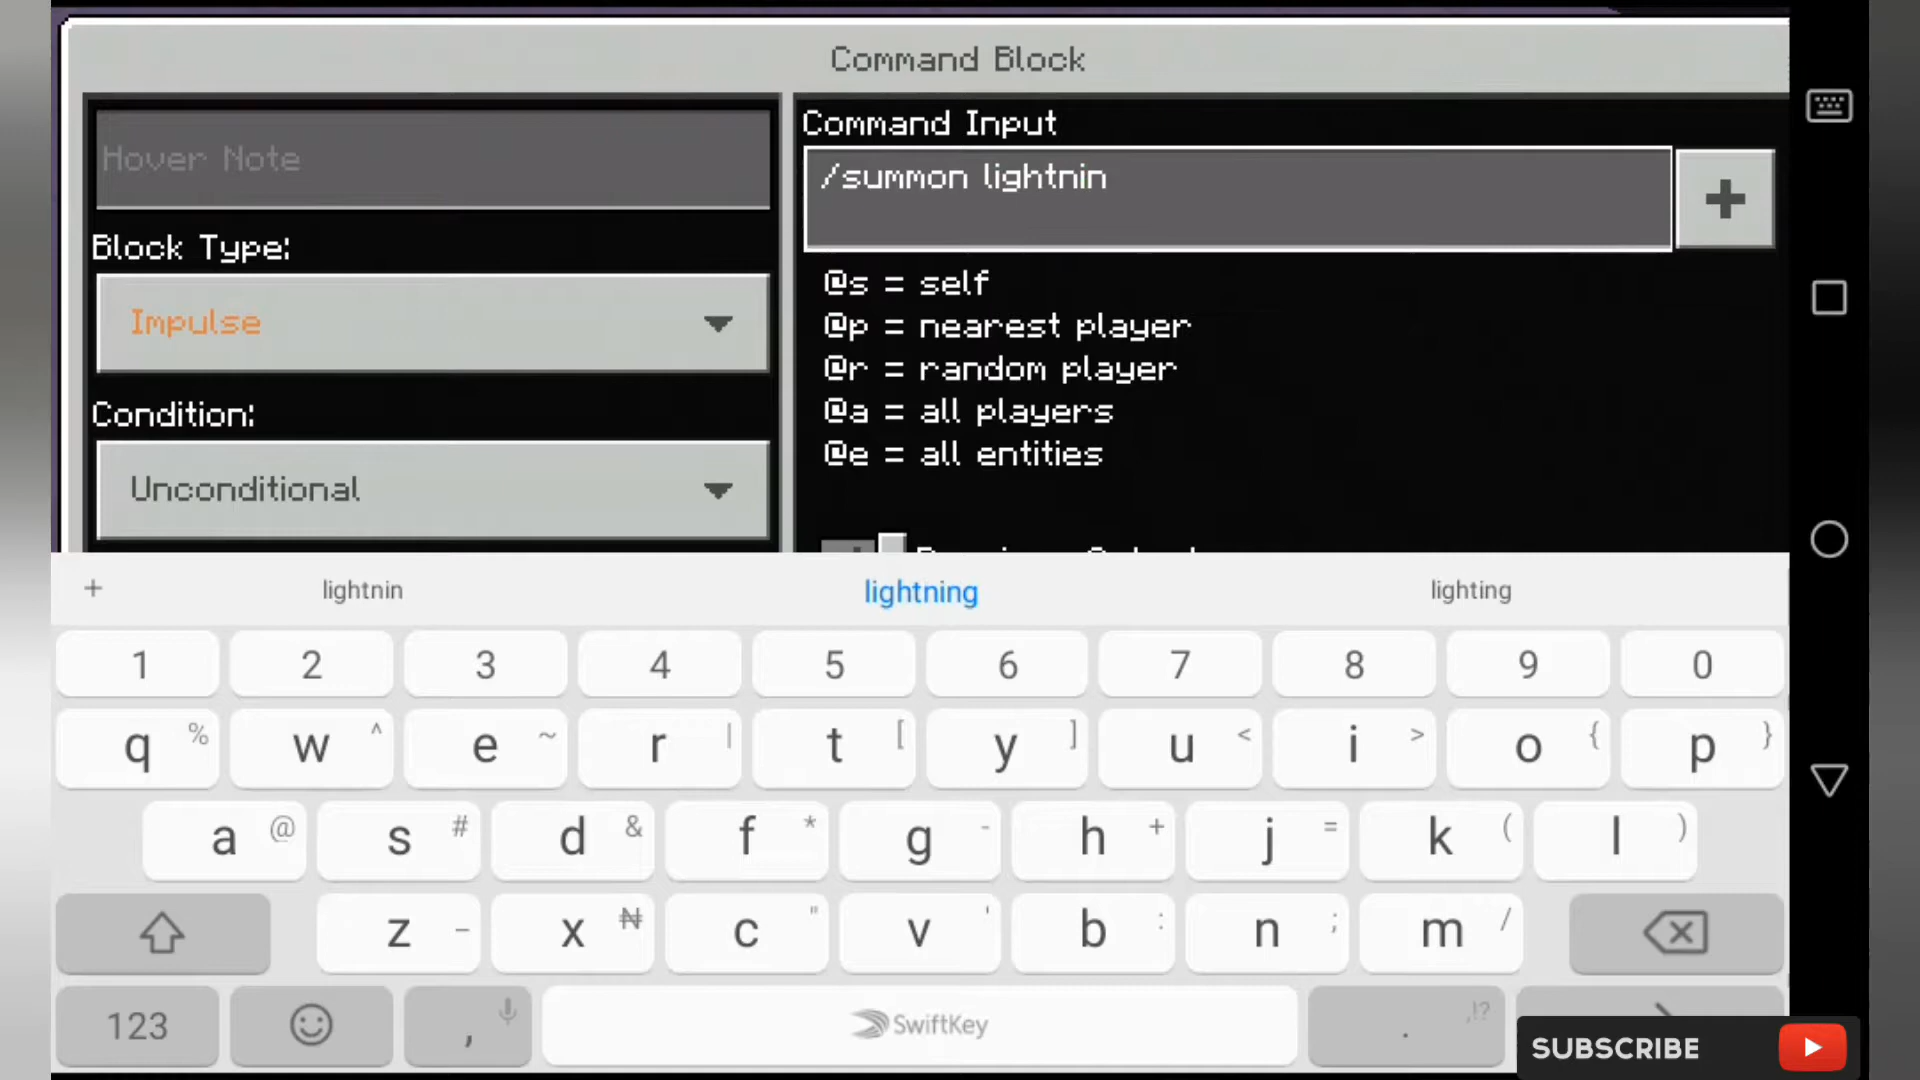 Command Block
Hover Note
Block Type:
Impulse
Condition:
Unconditional
Command Input
/summon lightnin
@s = self
@p = nearest player
@r = random player
@a = all players
@e = all entities
+ lightnin lightning lighting
1 2 3 4 5 6 7 8 9 0
q % w ^ e ~ r | t [ y ] u < i > o { p }
a @ s # d & f * g - h + j = k ( l )
z _ x ₦ c " v ' b : n ; m /
123 , SwiftKey . ,!?
SUBSCRIBE